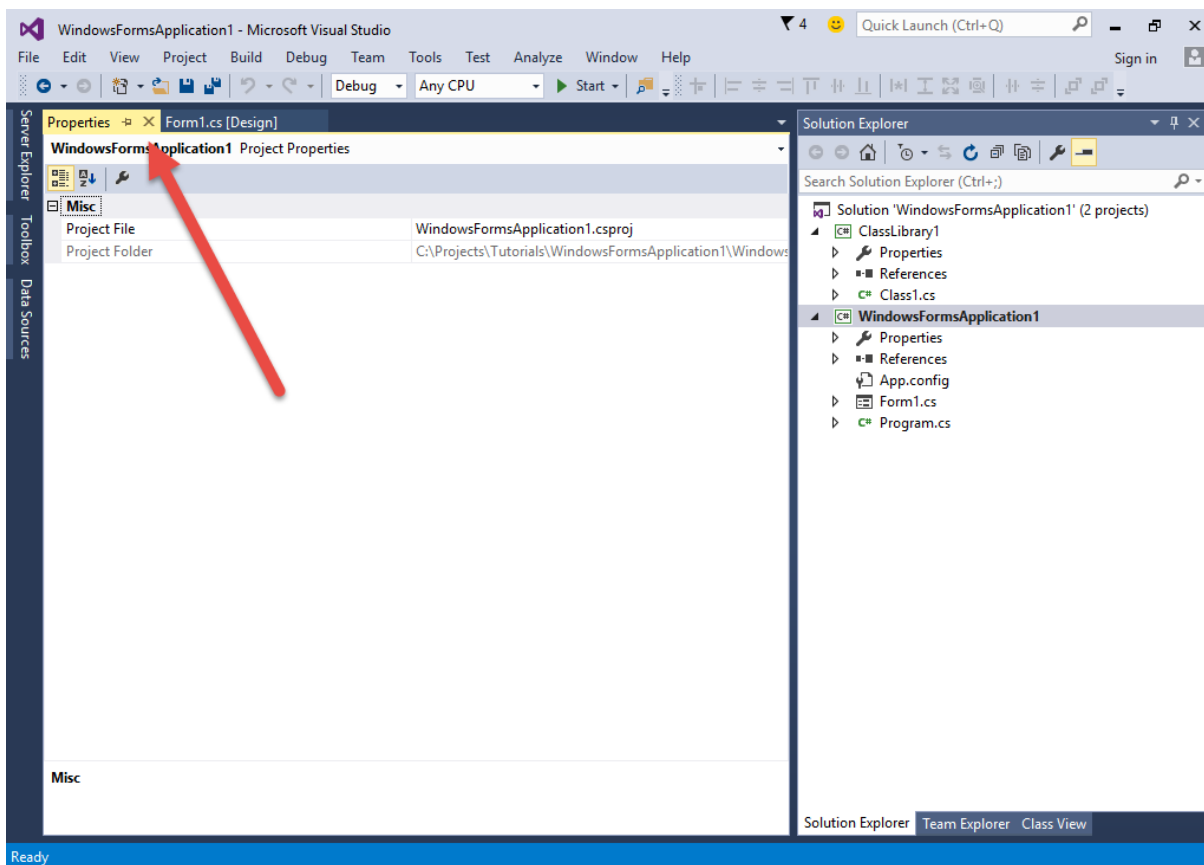 WindowsFormsApplication1 - Microsoft Visual Studio
4
Quick Launch (Ctrl+Q)
File Edit View Project Build Debug Team Tools Test Analyze Window Help
Sign in
Debug
Any CPU
Start
Server Explorer
Toolbox
Data Sources
Properties
Form1.cs [Design]
WindowsFormsApplication1 Project Properties
Misc
Project File
WindowsFormsApplication1.csproj
Project Folder
C:\Projects\Tutorials\WindowsFormsApplication1\Windows
Misc
Solution Explorer
Search Solution Explorer (Ctrl+;)
Solution 'WindowsFormsApplication1' (2 projects)
C# ClassLibrary1
Properties
References
C# Class1.cs
C# WindowsFormsApplication1
Properties
References
App.config
Form1.cs
C# Program.cs
Solution Explorer Team Explorer Class View
Ready